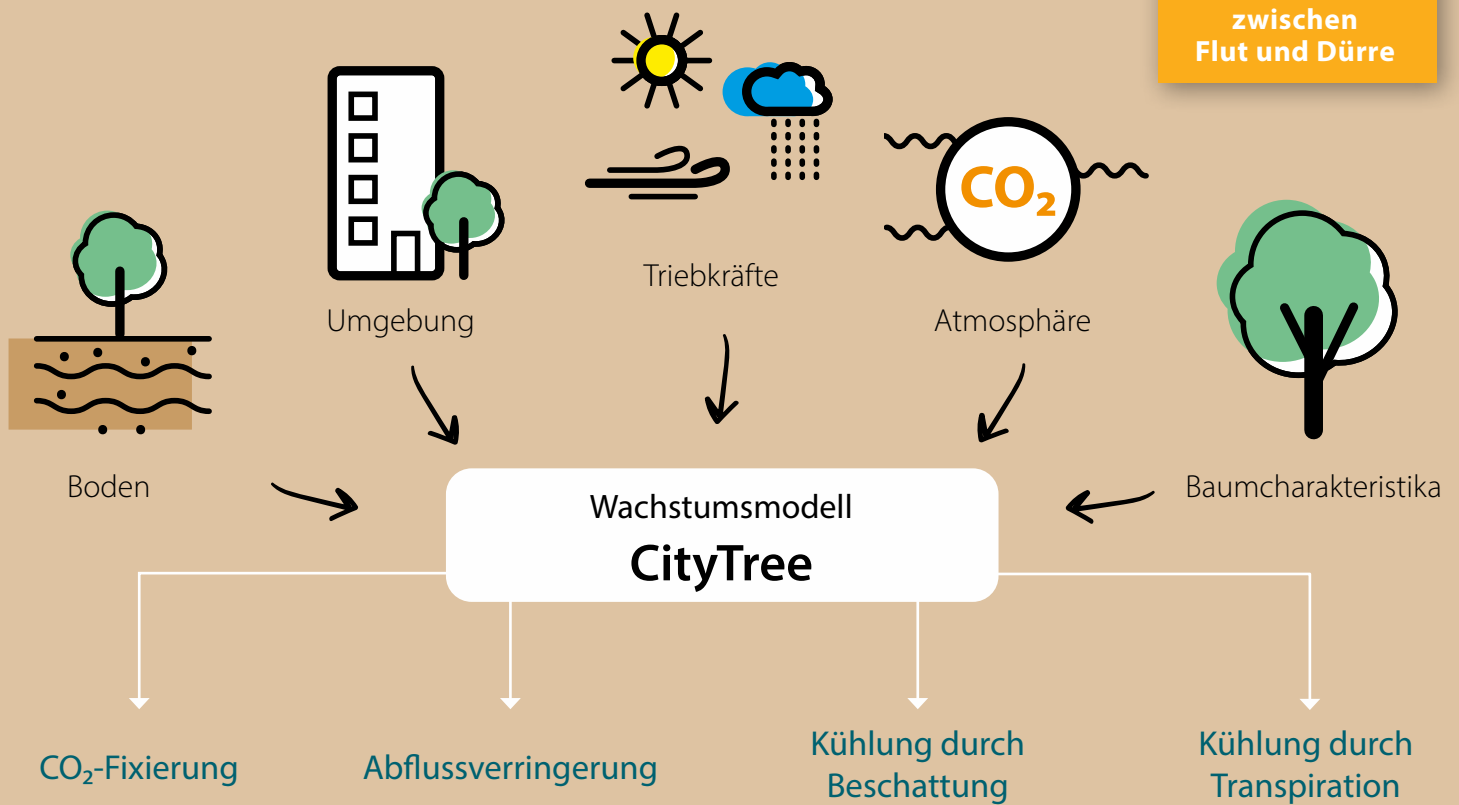 zwischen
Flut und Dürre
CO₂
Triebkräfte
Umgebung
Atmosphäre
Boden
Baumcharakteristika
Wachstumsmodell
CityTree
CO₂-Fixierung
Abflussverringerung
Kühlung durch
Beschattung
Kühlung durch
Transpiration